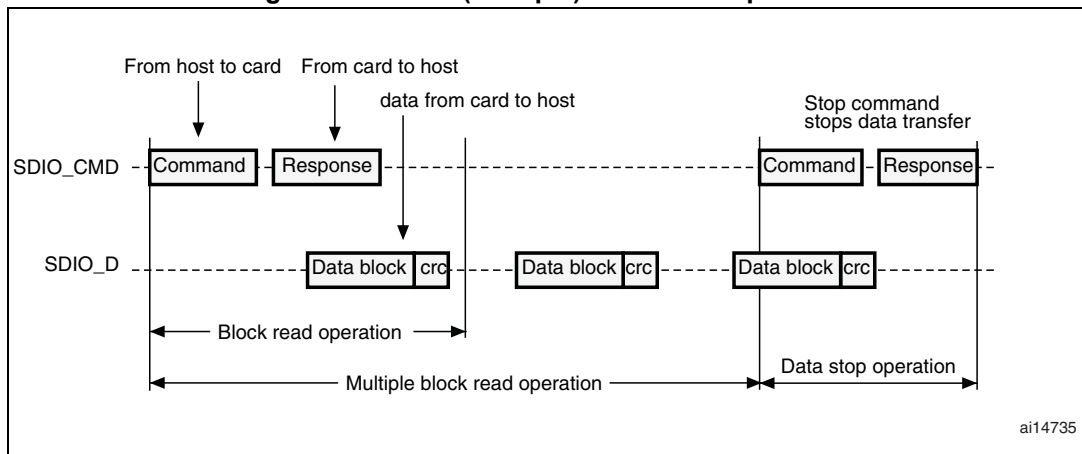 From host to card
From card to host
data from card to host
Stop command
stops data transfer
SDIO_CMD
Command
Response
Command
Response
SDIO_D
Data block
crc
Data block
crc
Data block
crc
Block read operation
Data stop operation
Multiple block read operation
ai14735